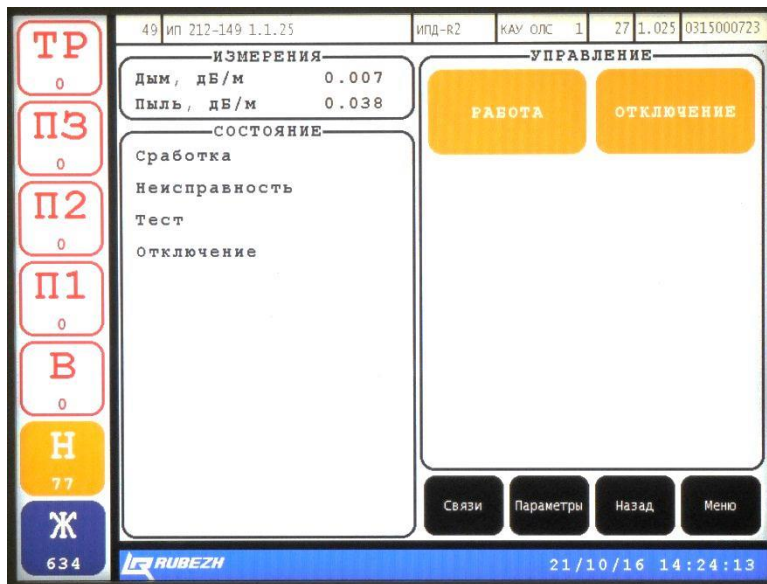 49 ИП 212-149 1.1.25 ИПД-R2 КАУ ОЛС 1 27 1.025 0315000723
ТР
0
ПЗ
0
П2
0
П1
0
В
0
Н
77
Ж
634
ИЗМЕРЕНИЯ
Дым, дБ/м 0.007
Пыль, дБ/м 0.038
СОСТОЯНИЕ
Сработка
Неисправность
Тест
Отключение
УПРАВЛЕНИЕ
РАБОТА ОТКЛЮЧЕНИЕ
Связи Параметры Назад Меню
RUBEZH 21/10/16 14:24:13